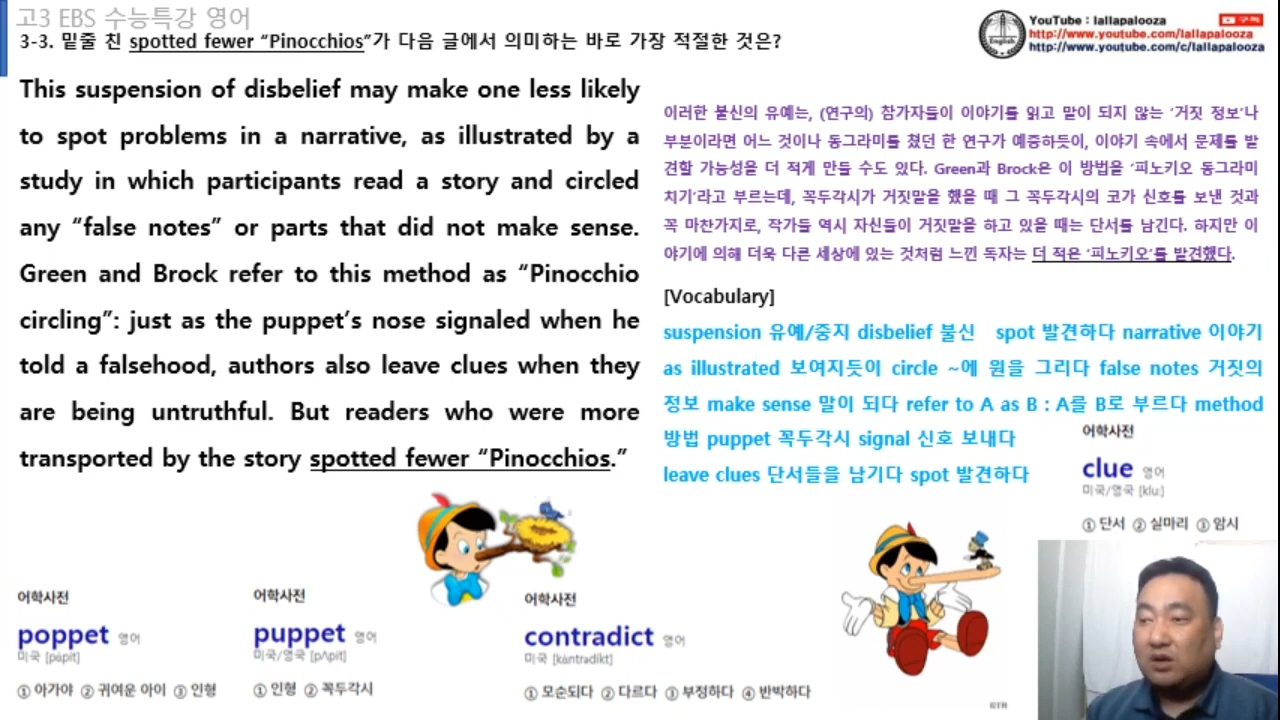 고3 EBS 수능특강 영어
3-3. 밑줄 친 spotted fewer “Pinocchios”가 다음 글에서 의미하는 바로 가장 적절한 것은?
English
YouTube : lallapalooza
구독
http://www.youtube.com/lallapalooza
http://www.youtube.com/c/lallapalooza
This suspension of disbelief may make one less likely
to spot problems in a narrative, as illustrated by a
study in which participants read a story and circled
any “false notes” or parts that did not make sense.
Green and Brock refer to this method as “Pinocchio
circling”: just as the puppet’s nose signaled when he
told a falsehood, authors also leave clues when they
are being untruthful. But readers who were more
transported by the story spotted fewer “Pinocchios.”
이러한 불신의 유예는, (연구의) 참가자들이 이야기를 읽고 말이 되지 않는 ‘거짓 정보’나
부분이라면 어느 것이나 동그라미를 쳤던 한 연구가 예증하듯이, 이야기 속에서 문제를 발
견할 가능성을 더 적게 만들 수도 있다. Green과 Brock은 이 방법을 ‘피노키오 동그라미
치기’라고 부르는데, 꼭두각시가 거짓말을 했을 때 그 꼭두각시의 코가 신호를 보낸 것과
꼭 마찬가지로, 작가들 역시 자신들이 거짓말을 하고 있을 때는 단서를 남긴다. 하지만 이
야기에 의해 더욱 다른 세상에 있는 것처럼 느낀 독자는 더 적은 ‘피노키오’를 발견했다.
[Vocabulary]
suspension 유예/중지 disbelief 불신 spot 발견하다 narrative 이야기
as illustrated 보여지듯이 circle ~에 원을 그리다 false notes 거짓의
정보 make sense 말이 되다 refer to A as B : A를 B로 부르다 method
방법 puppet 꼭두각시 signal 신호 보내다
leave clues 단서들을 남기다 spot 발견하다
어학사전
clue 영어
미국/영국 [klu:]
① 단서 ② 실마리 ③ 암시
어학사전
poppet 영어
미국 [pápit]
① 아가야 ② 귀여운 아이 ③ 인형
어학사전
puppet 영어
미국/영국 [pʌpit]
① 인형 ② 꼭두각시
어학사전
contradict 영어
미국 [kàntrədíkt]
① 모순되다 ② 다르다 ③ 부정하다 ④ 반박하다